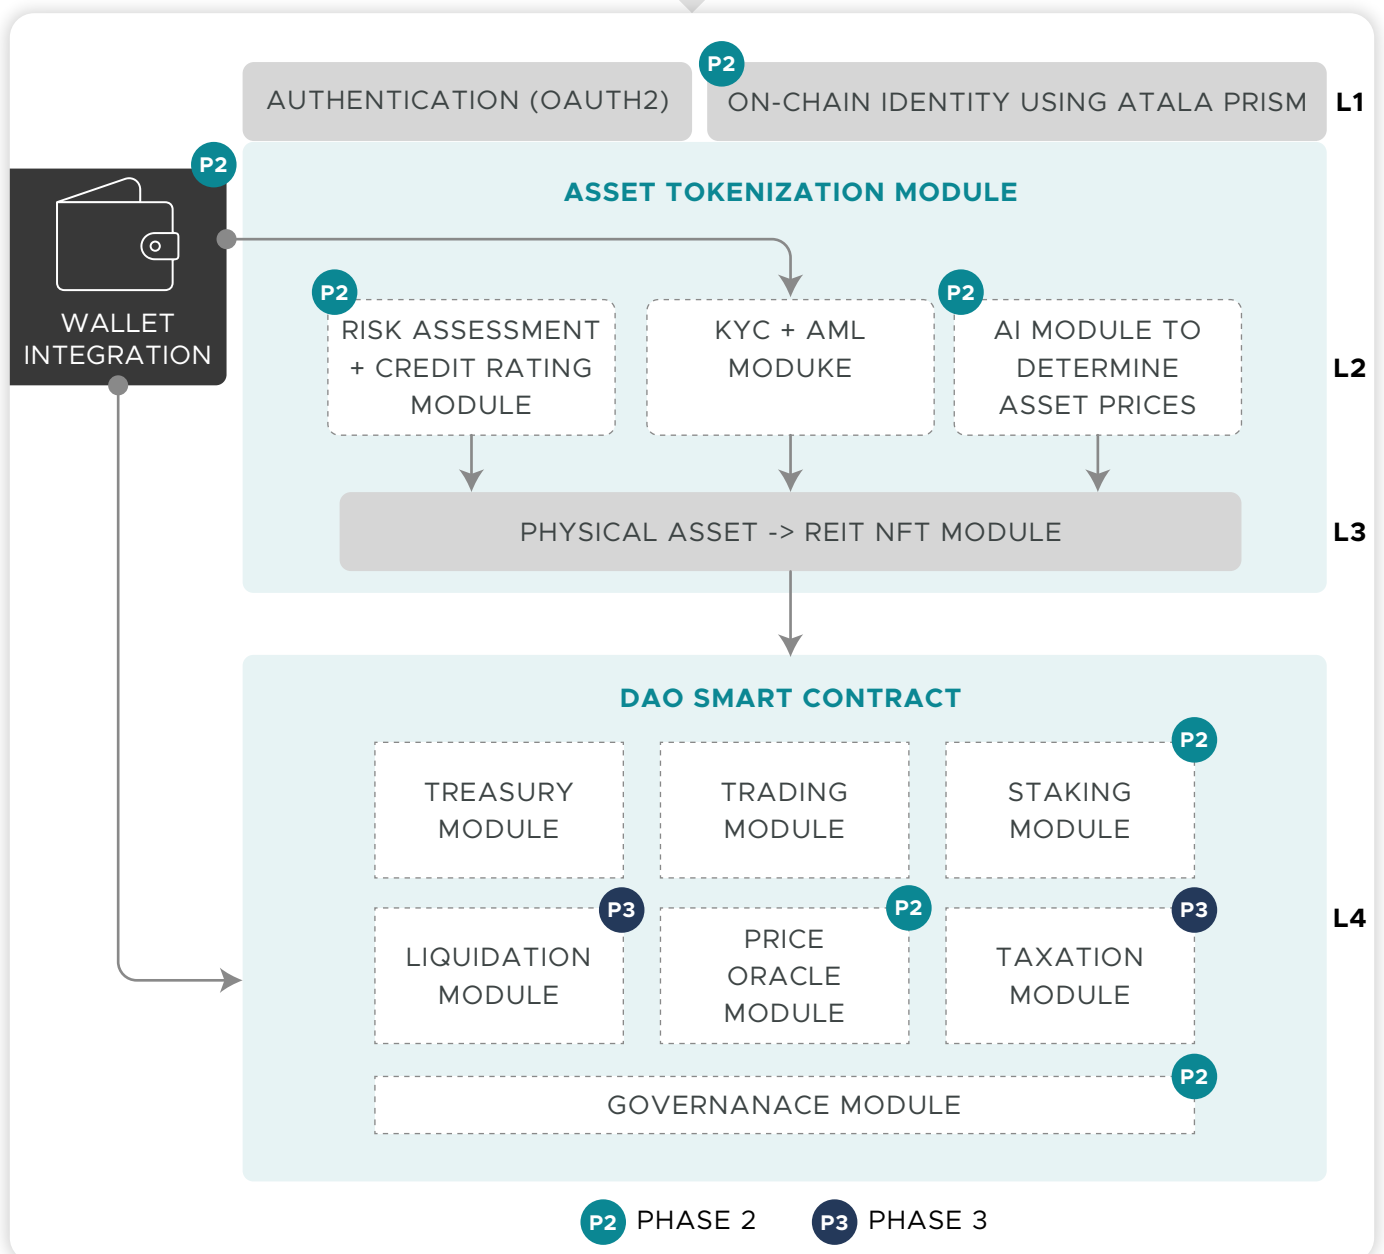 P2
AUTHENTICATION (OAUTH2)
ON-CHAIN IDENTITY USING ATALA PRISM
L1
P2
WALLET
INTEGRATION
ASSET TOKENIZATION MODULE
P2
RISK ASSESSMENT
+ CREDIT RATING
MODULE
KYC + AML
MODUKE
P2
AI MODULE TO
DETERMINE
ASSET PRICES
L2
PHYSICAL ASSET -> REIT NFT MODULE
L3
DAO SMART CONTRACT
TREASURY
MODULE
TRADING
MODULE
P2
STAKING
MODULE
P3
LIQUIDATION
MODULE
P2
PRICE
ORACLE
MODULE
P3
TAXATION
MODULE
L4
P2
GOVERNANACE MODULE
P2 PHASE 2
P3 PHASE 3